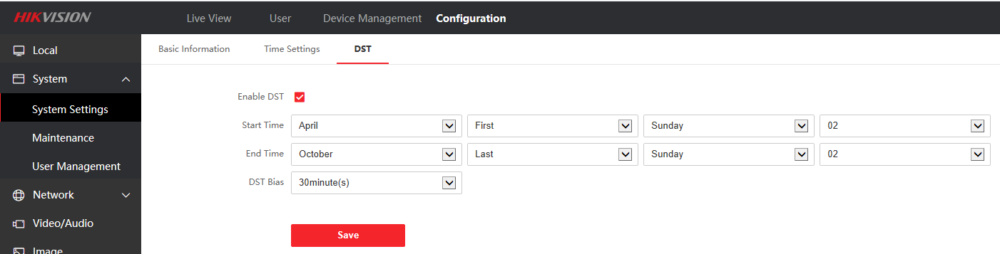 HIKVISION Live View User Device Management Configuration
Local
Basic Information Time Settings DST
System
System Settings
Maintenance
User Management
Network
Video/Audio
Image
Enable DST
Start Time April First Sunday 02
End Time October Last Sunday 02
DST Bias 30minute(s)
Save